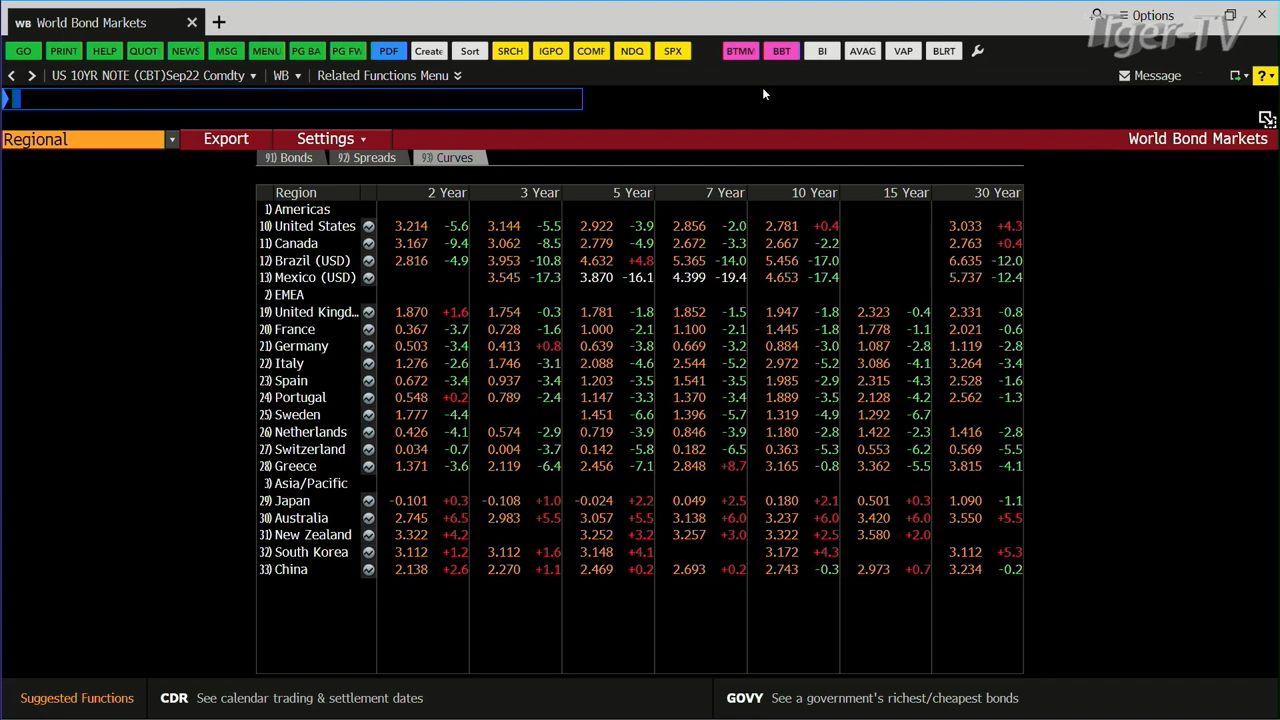 WB World Bond Markets
Options
Tiger-TV
GO PRINT HELP QUOT NEWS MSG MENU PG BA PG FW PDF Create Sort SRCH IGPO COMF NDQ SPX BTMN BBT BI AVAG VAP BLRT
US 10YR NOTE (CBT)Sep22 Comdty WB Related Functions Menu Message ?
Regional Export Settings World Bond Markets
91) Bonds 92) Spreads 93) Curves
Region 2 Year 3 Year 5 Year 7 Year 10 Year 15 Year 30 Year
1) Americas
10) United States 3.214 -5.6 3.144 -5.5 2.922 -3.9 2.856 -2.0 2.781 +0.4 3.033 +4.3
11) Canada 3.167 -9.4 3.062 -8.5 2.779 -4.9 2.672 -3.3 2.667 -2.2 2.763 +0.4
12) Brazil (USD) 2.816 -4.9 3.953 -10.8 4.632 +4.8 5.365 -14.0 5.456 -17.0 6.635 -12.0
13) Mexico (USD) 3.545 -17.3 3.870 -16.1 4.399 -19.4 4.653 -17.4 5.737 -12.4
2) EMEA
19) United Kingd... 1.870 +1.6 1.754 -0.3 1.781 -1.8 1.852 -1.5 1.947 -1.8 2.323 -0.4 2.331 -0.8
20) France 0.367 -3.7 0.728 -1.6 1.000 -2.1 1.100 -2.1 1.445 -1.8 1.778 -1.1 2.021 -0.6
21) Germany 0.503 -3.4 0.413 +0.8 0.639 -3.8 0.669 -3.2 0.884 -3.0 1.087 -2.8 1.119 -2.8
22) Italy 1.276 -2.6 1.746 -3.1 2.088 -4.6 2.544 -5.2 2.972 -5.2 3.086 -4.1 3.264 -3.4
23) Spain 0.672 -3.4 0.937 -3.4 1.203 -3.5 1.541 -3.5 1.985 -2.9 2.315 -4.3 2.528 -1.6
24) Portugal 0.548 +0.2 0.789 -2.4 1.147 -3.3 1.370 -3.4 1.889 -3.5 2.128 -4.2 2.562 -1.3
25) Sweden 1.777 -4.4 1.451 -6.6 1.396 -5.7 1.319 -4.9 1.292 -6.7
26) Netherlands 0.426 -4.1 0.574 -2.9 0.719 -3.9 0.846 -3.9 1.180 -2.8 1.422 -2.3 1.416 -2.8
27) Switzerland 0.034 -0.7 0.004 -3.7 0.142 -5.8 0.182 -6.5 0.363 -5.3 0.553 -6.2 0.569 -5.5
28) Greece 1.371 -3.6 2.119 -6.4 2.456 -7.1 2.848 +8.7 3.165 -0.8 3.362 -5.5 3.815 -4.1
3) Asia/Pacific
29) Japan -0.101 +0.3 -0.108 +1.0 -0.024 +2.2 0.049 +2.5 0.180 +2.1 0.501 +0.3 1.090 -1.1
30) Australia 2.745 +6.5 2.983 +5.5 3.057 +5.5 3.138 +6.0 3.237 +6.0 3.420 +6.0 3.550 +5.5
31) New Zealand 3.322 +4.2 3.252 +3.2 3.257 +3.0 3.322 +2.5 3.580 +2.0
32) South Korea 3.112 +1.2 3.112 +1.6 3.148 +4.1 3.172 +4.3 3.112 +5.3
33) China 2.138 +2.6 2.270 +1.1 2.469 +0.2 2.693 +0.2 2.743 -0.3 2.973 +0.7 3.234 -0.2
Suggested Functions CDR See calendar trading & settlement dates GOVY See a government's richest/cheapest bonds